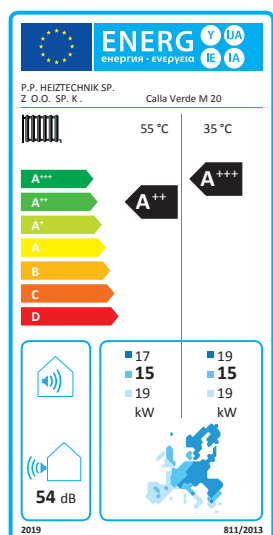 ENERG Y IJA
енергия · ενεργεια IE IA
P.P. HEIZTECHNIK SP.
Z O.O. SP. K . Calla Verde M 20
55 °C 35 °C
A+++
A++
A+
A
B
C
D
A++
A+++
17 19
15 15
19 19
kW kW
54 dB
2019 811/2013